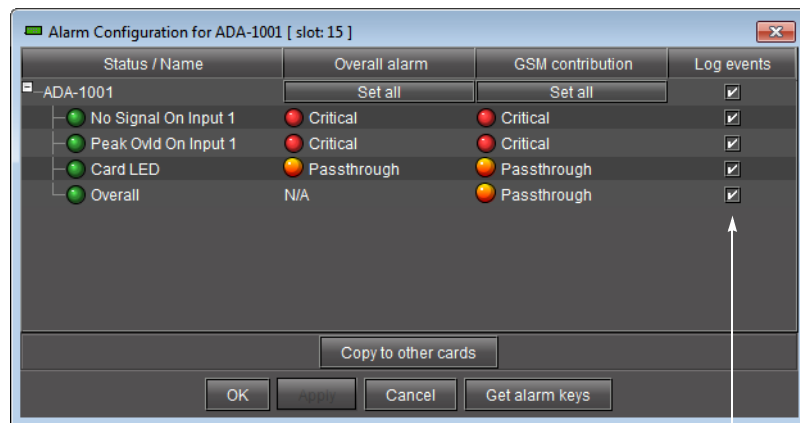 Alarm Configuration for ADA-1001 [ slot: 15 ]
Status / Name Overall alarm GSM contribution Log events
ADA-1001 Set all Set all
No Signal On Input 1 Critical Critical
Peak Ovld On Input 1 Critical Critical
Card LED Passthrough Passthrough
Overall N/A Passthrough
Copy to other cards
OK Apply Cancel Get alarm keys